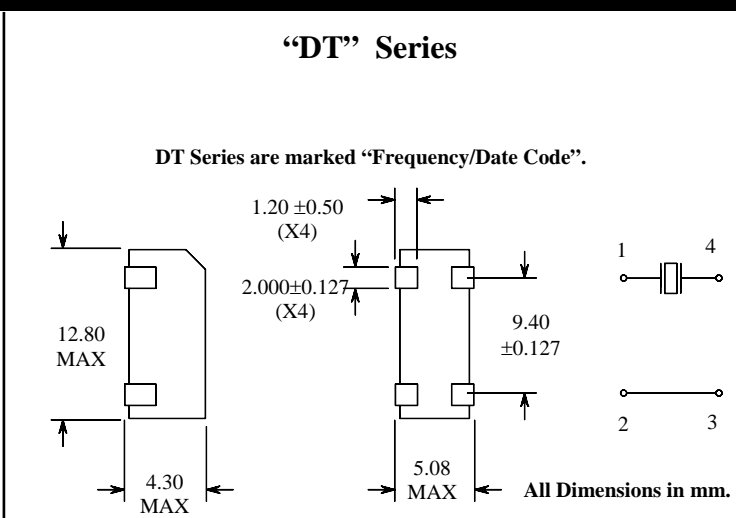 “DT”  Series
DT Series are marked “Frequency/Date Code”.
1.20 ±0.50
(X4)
2.000±0.127
(X4)
12.80
MAX
4.30
MAX
5.08
MAX
9.40
±0.127
1
4
2
3
All Dimensions in mm.